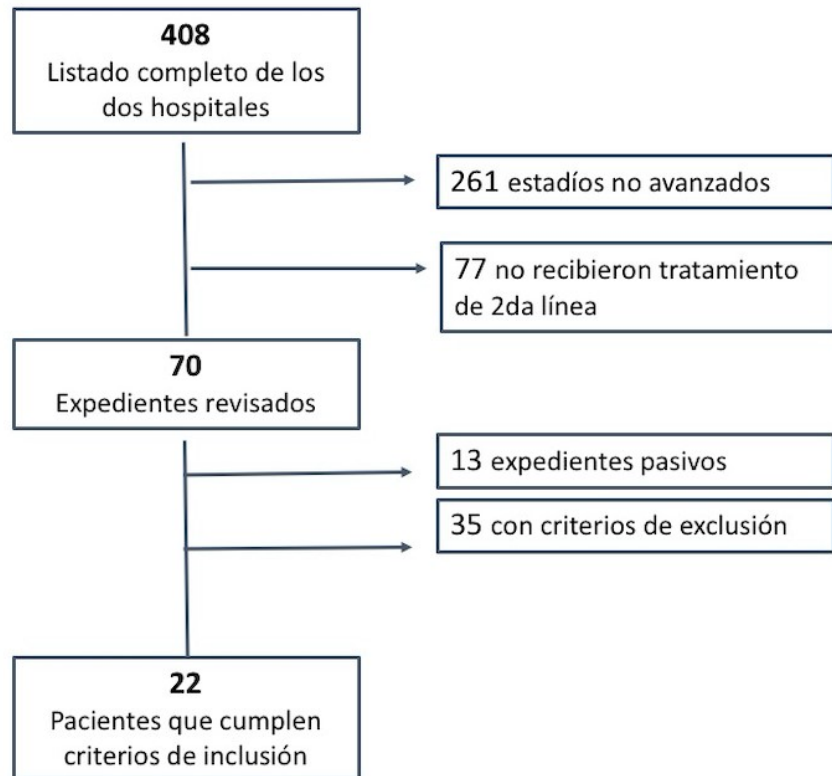 408
Listado completo de los
dos hospitales
261 estadíos no avanzados
77 no recibieron tratamiento
de 2da línea
70
Expedientes revisados
13 expedientes pasivos
35 con criterios de exclusión
22
Pacientes que cumplen
criterios de inclusión